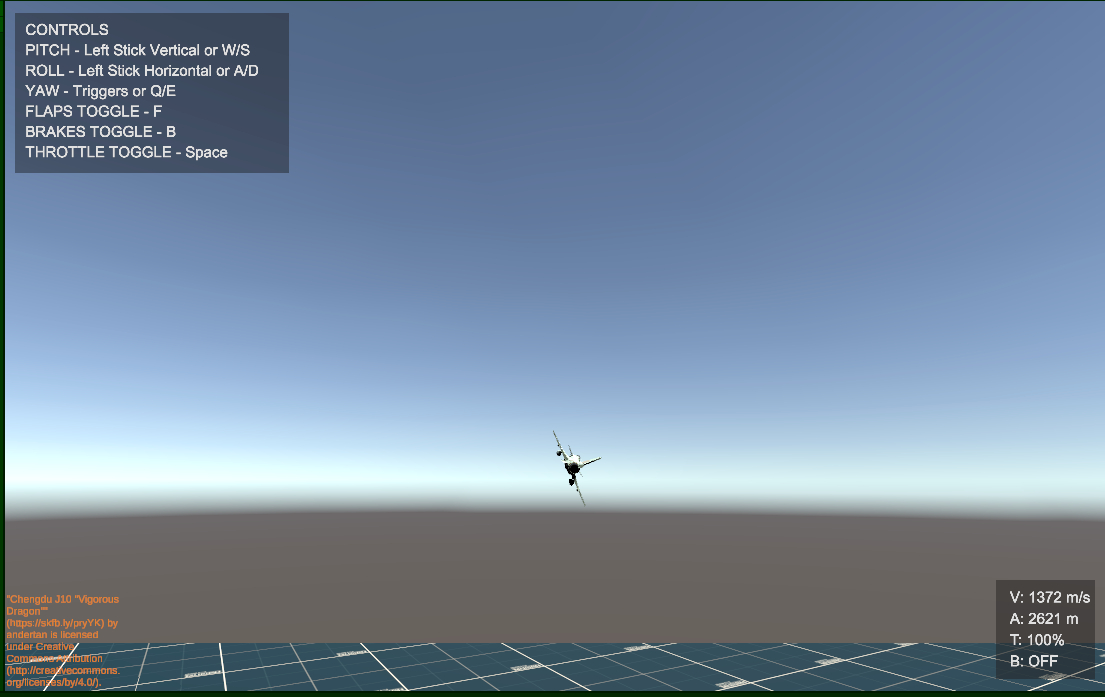 CONTROLS
PITCH - Left Stick Vertical or W/S
ROLL - Left Stick Horizontal or A/D
YAW - Triggers or Q/E
FLAPS TOGGLE - F
BRAKES TOGGLE - B
THROTTLE TOGGLE - Space
"Chengdu J10 "Vigorous
Dragon""
(https://skfb.ly/pryYK) by
andertan is licensed
under Creative
Commons Attribution
(http://creativecommons.
org/licenses/by/4.0/).
V: 1372 m/s
A: 2621 m
T: 100%
B: OFF